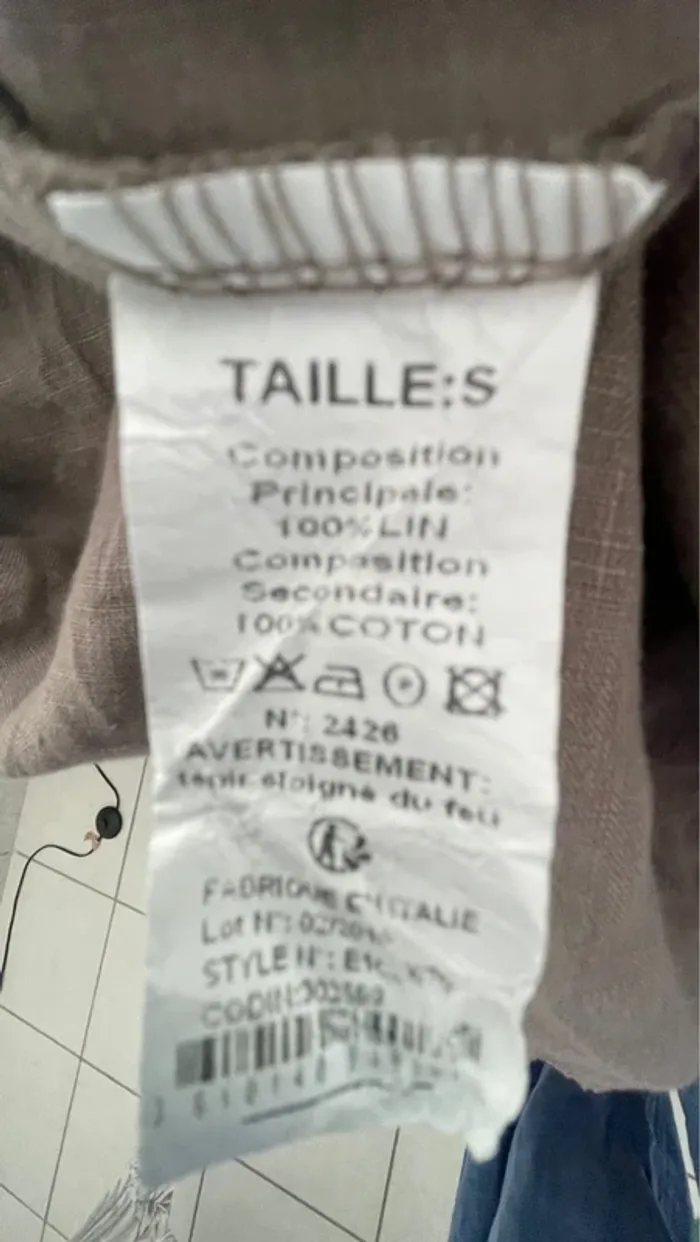 TAILLE:S
Composition
Principale:
100%LIN
Composition
Secondaire:
100%COTON
N°: 2426
AVERTISSEMENT:
tenir eloigné du feu
FABRIQUE EN ITALIE
Lot N°:
STYLE N°: